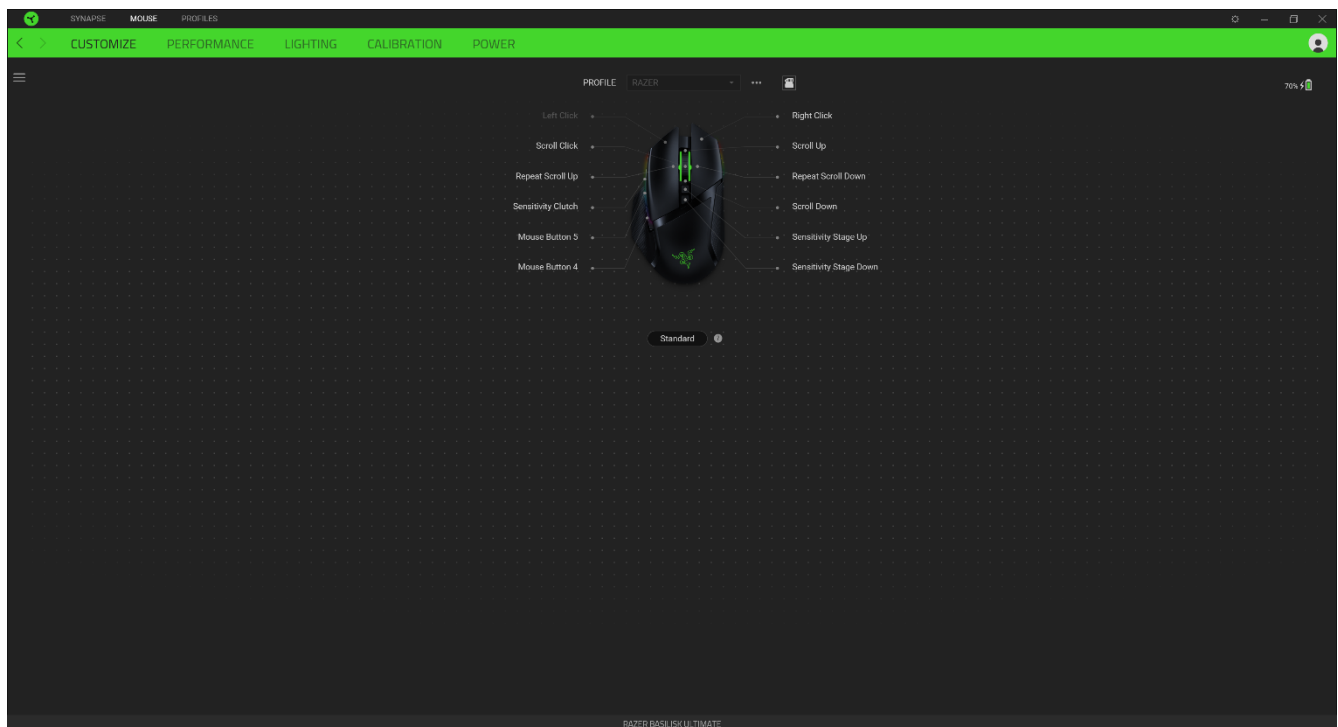 SYNAPSE MOUSE PROFILES
CUSTOMIZE PERFORMANCE LIGHTING CALIBRATION POWER
PROFILE RAZER
70%
Left Click Right Click
Scroll Click Scroll Up
Repeat Scroll Up Repeat Scroll Down
Sensitivity Clutch Scroll Down
Mouse Button 5 Sensitivity Stage Up
Mouse Button 4 Sensitivity Stage Down
Standard
RAZER BASILISK ULTIMATE